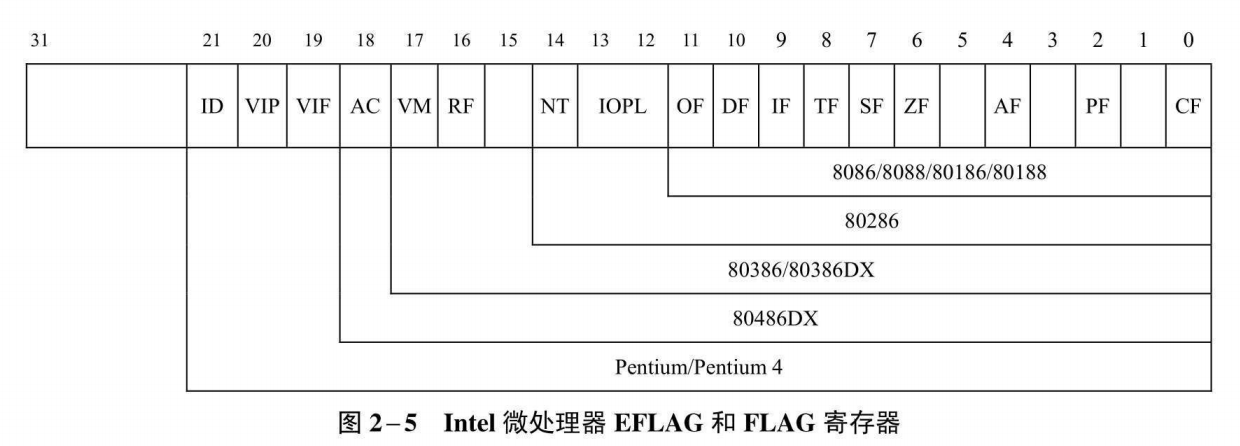 31 21 20 19 18 17 16 15 14 13 12 11 10 9 8 7 6 5 4 3 2 1 0
ID VIP VIF AC VM RF NT IOPL OF DF IF TF SF ZF AF PF CF
8086/8088/80186/80188
80286
80386/80386DX
80486DX
Pentium/Pentium 4
图 2-5 Intel 微处理器 EFLAG 和 FLAG 寄存器